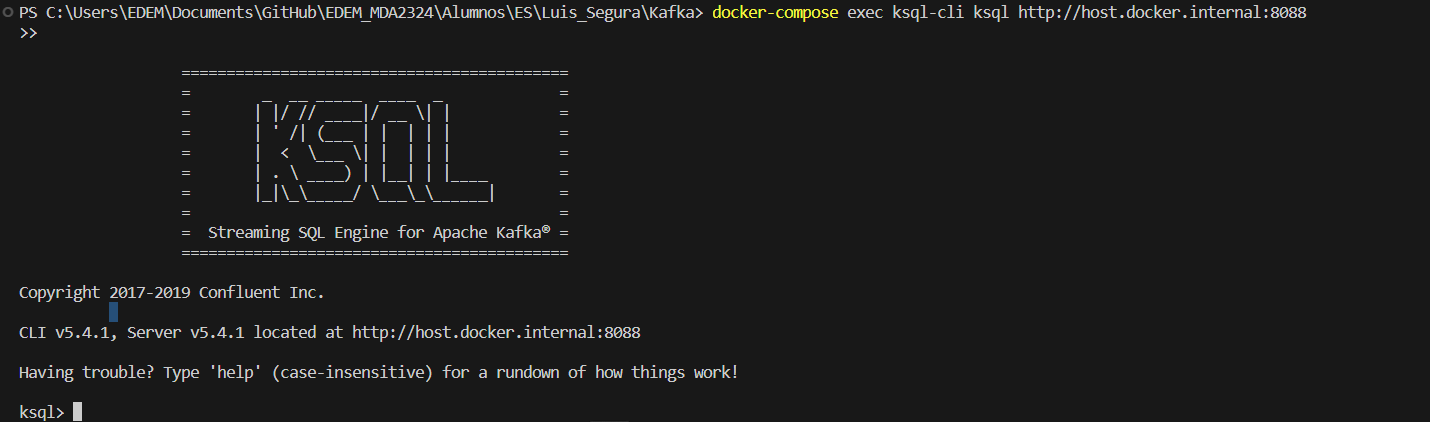 PS C:\Users\EDEM\Documents\GitHub\EDEM_MDA2324\Alumnos\ES\Luis_Segura\Kafka> docker-compose exec ksql-cli ksql http://host.docker.internal:8088
>>
===========================================
=        _  __ _____  ____  _             =
=       | |/ // ____|/ __ \| |            =
=       | ' /| (___ | |  | | |            =
=       |  <  \___ \| |  | | |            =
=       | . \ ____) | |__| | |____        =
=       |_|\_\_____/ \___\_\______|       =
=                                         =
=  Streaming SQL Engine for Apache Kafka® =
===========================================
Copyright 2017-2019 Confluent Inc.
CLI v5.4.1, Server v5.4.1 located at http://host.docker.internal:8088
Having trouble? Type 'help' (case-insensitive) for a rundown of how things work!
ksql>